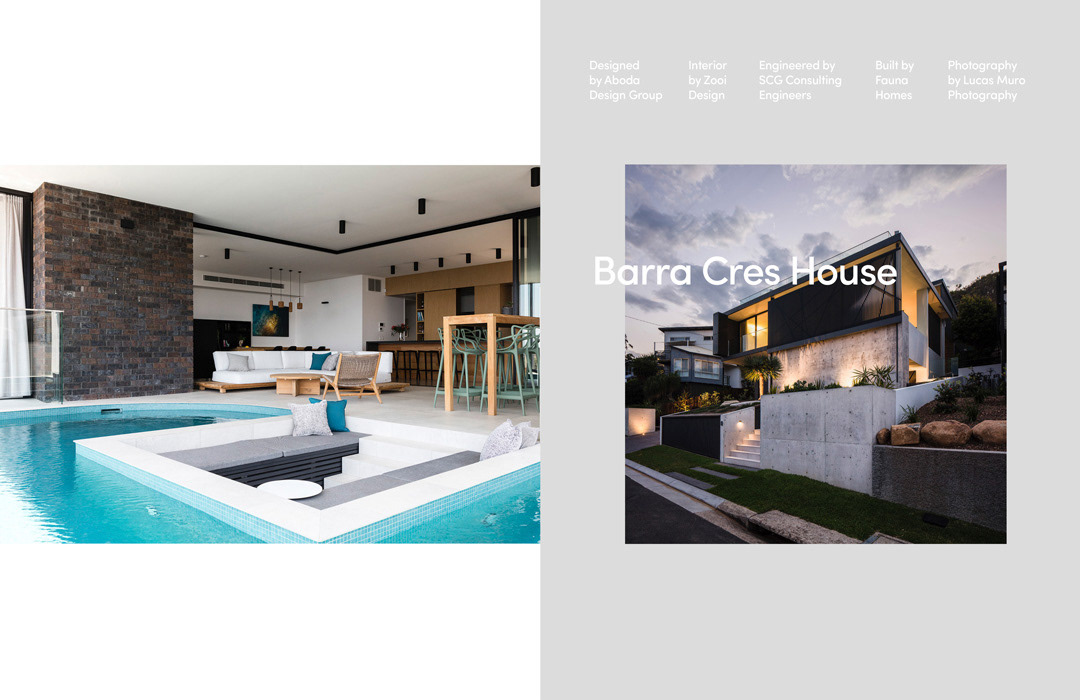 Designed
by Aboda
Design Group
Interior
by Zooi
Design
Engineered by
SCG Consulting
Engineers
Built by
Fauna
Homes
Photography
by Lucas Muro
Photography
Barra Cres House